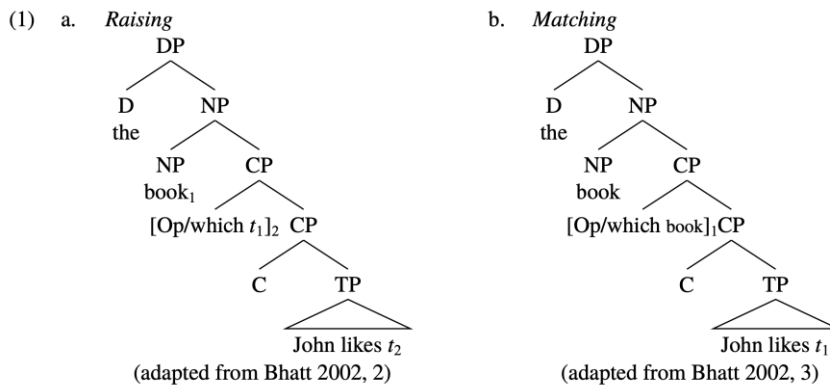 (1) a. Raising b. Matching
DP DP
D NP D NP
the the
NP CP NP CP
book₁ book
[Op/which t₁]₂ CP [Op/which book]₁CP
C TP C TP
John likes t₂ John likes t₁
(adapted from Bhatt 2002, 2) (adapted from Bhatt 2002, 3)